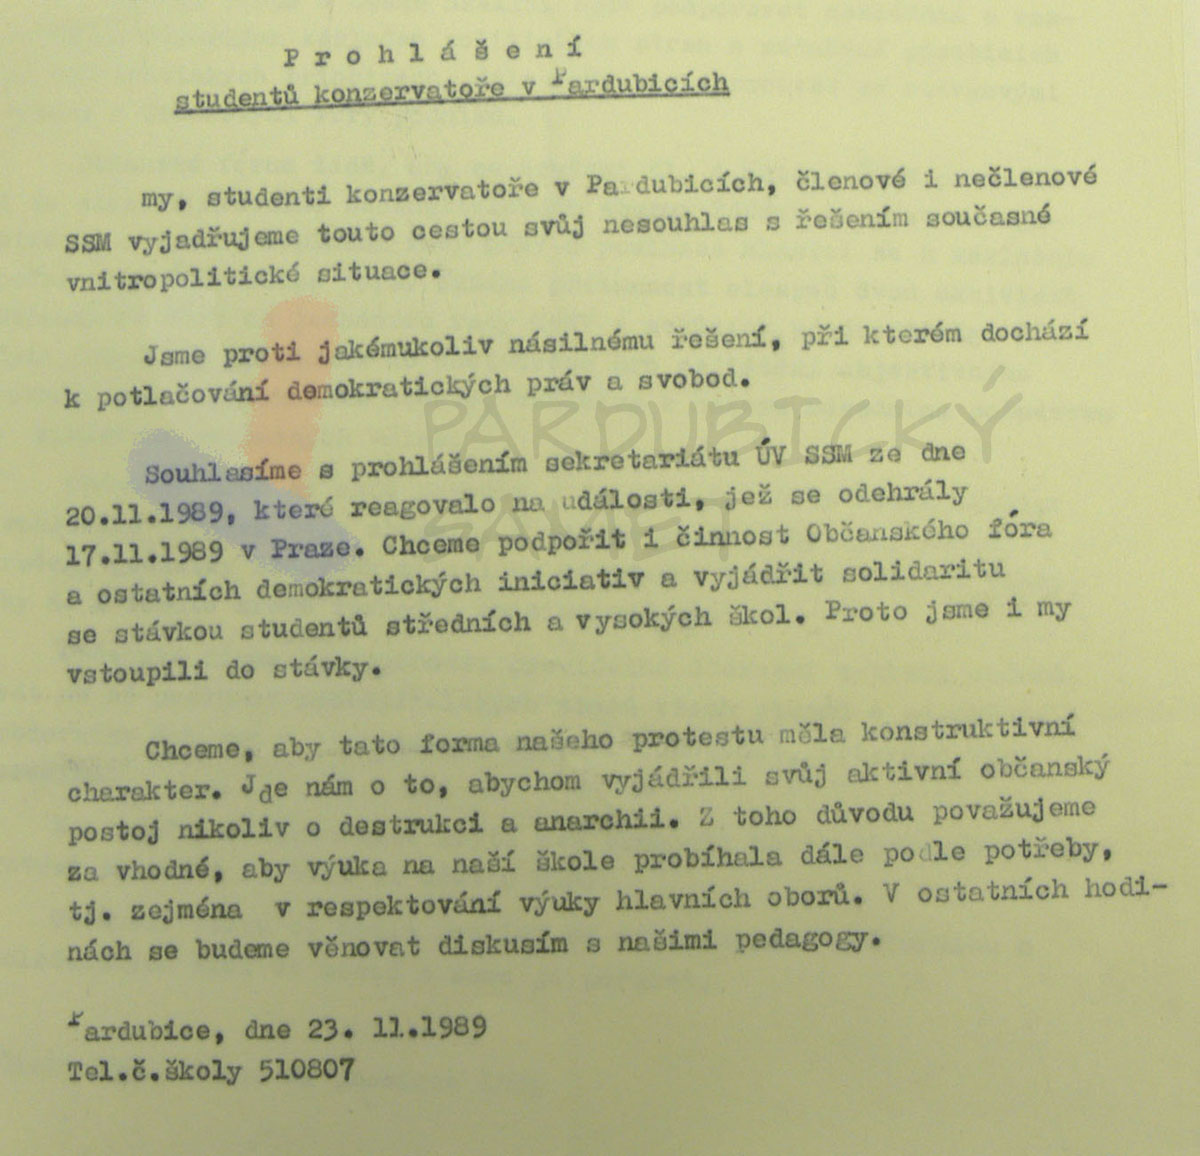 Prohlášení
studentů konzervatoře v Pardubicích
my, studenti konzervatoře v Pardubicích, členové i nečlenové
SSM vyjadřujeme touto cestou svůj nesouhlas s řešením současné
vnitropolitické situace.
Jsme proti jakémukoliv násilnému řešení, při kterém dochází
k potlačování demokratických práv a svobod.
PARDUBICKÝ
SAMET
Souhlasíme s prohlášením sekretariátu ÚV SSM ze dne
20.11.1989, které reagovalo na události, jež se odehrály
17.11.1989 v Praze. Chceme podpořit i činnost Občanského fóra
a ostatních demokratických iniciativ a vyjádřit solidaritu
se stávkou studentů středních a vysokých škol. Proto jsme i my
vstoupili do stávky.
Chceme, aby tato forma našeho protestu měla konstruktivní
charakter. Jde nám o to, abychom vyjádřili svůj aktivní občanský
postoj nikoliv o destrukci a anarchii. Z toho důvodu považujeme
za vhodné, aby výuka na naší škole probíhala dále podle potřeby,
tj. zejména v respektování výuky hlavních oborů. V ostatních hodi-
nách se budeme věnovat diskusím s našimi pedagogy.
Pardubice, dne 23. 11.1989
Tel.č.školy 510807